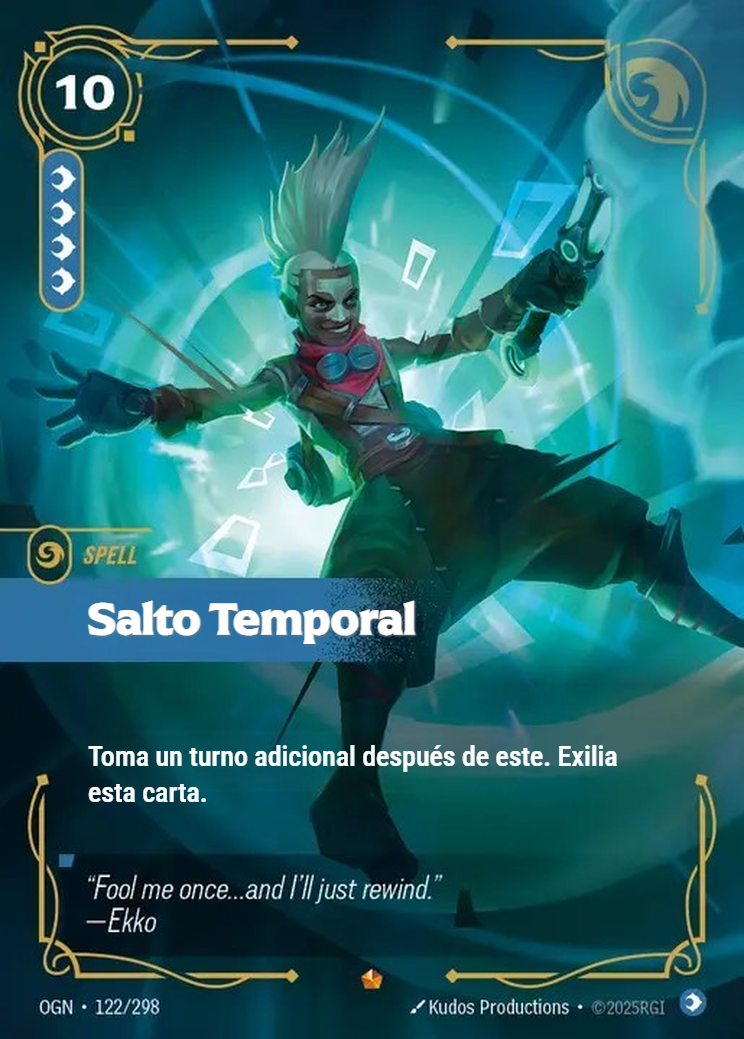 10
SPELL
Salto Temporal
Toma un turno adicional después de este. Exilia
esta carta.
“Fool me once...and I’ll just rewind.”
—Ekko
OGN • 122/298
Kudos Productions • ©2025RGI